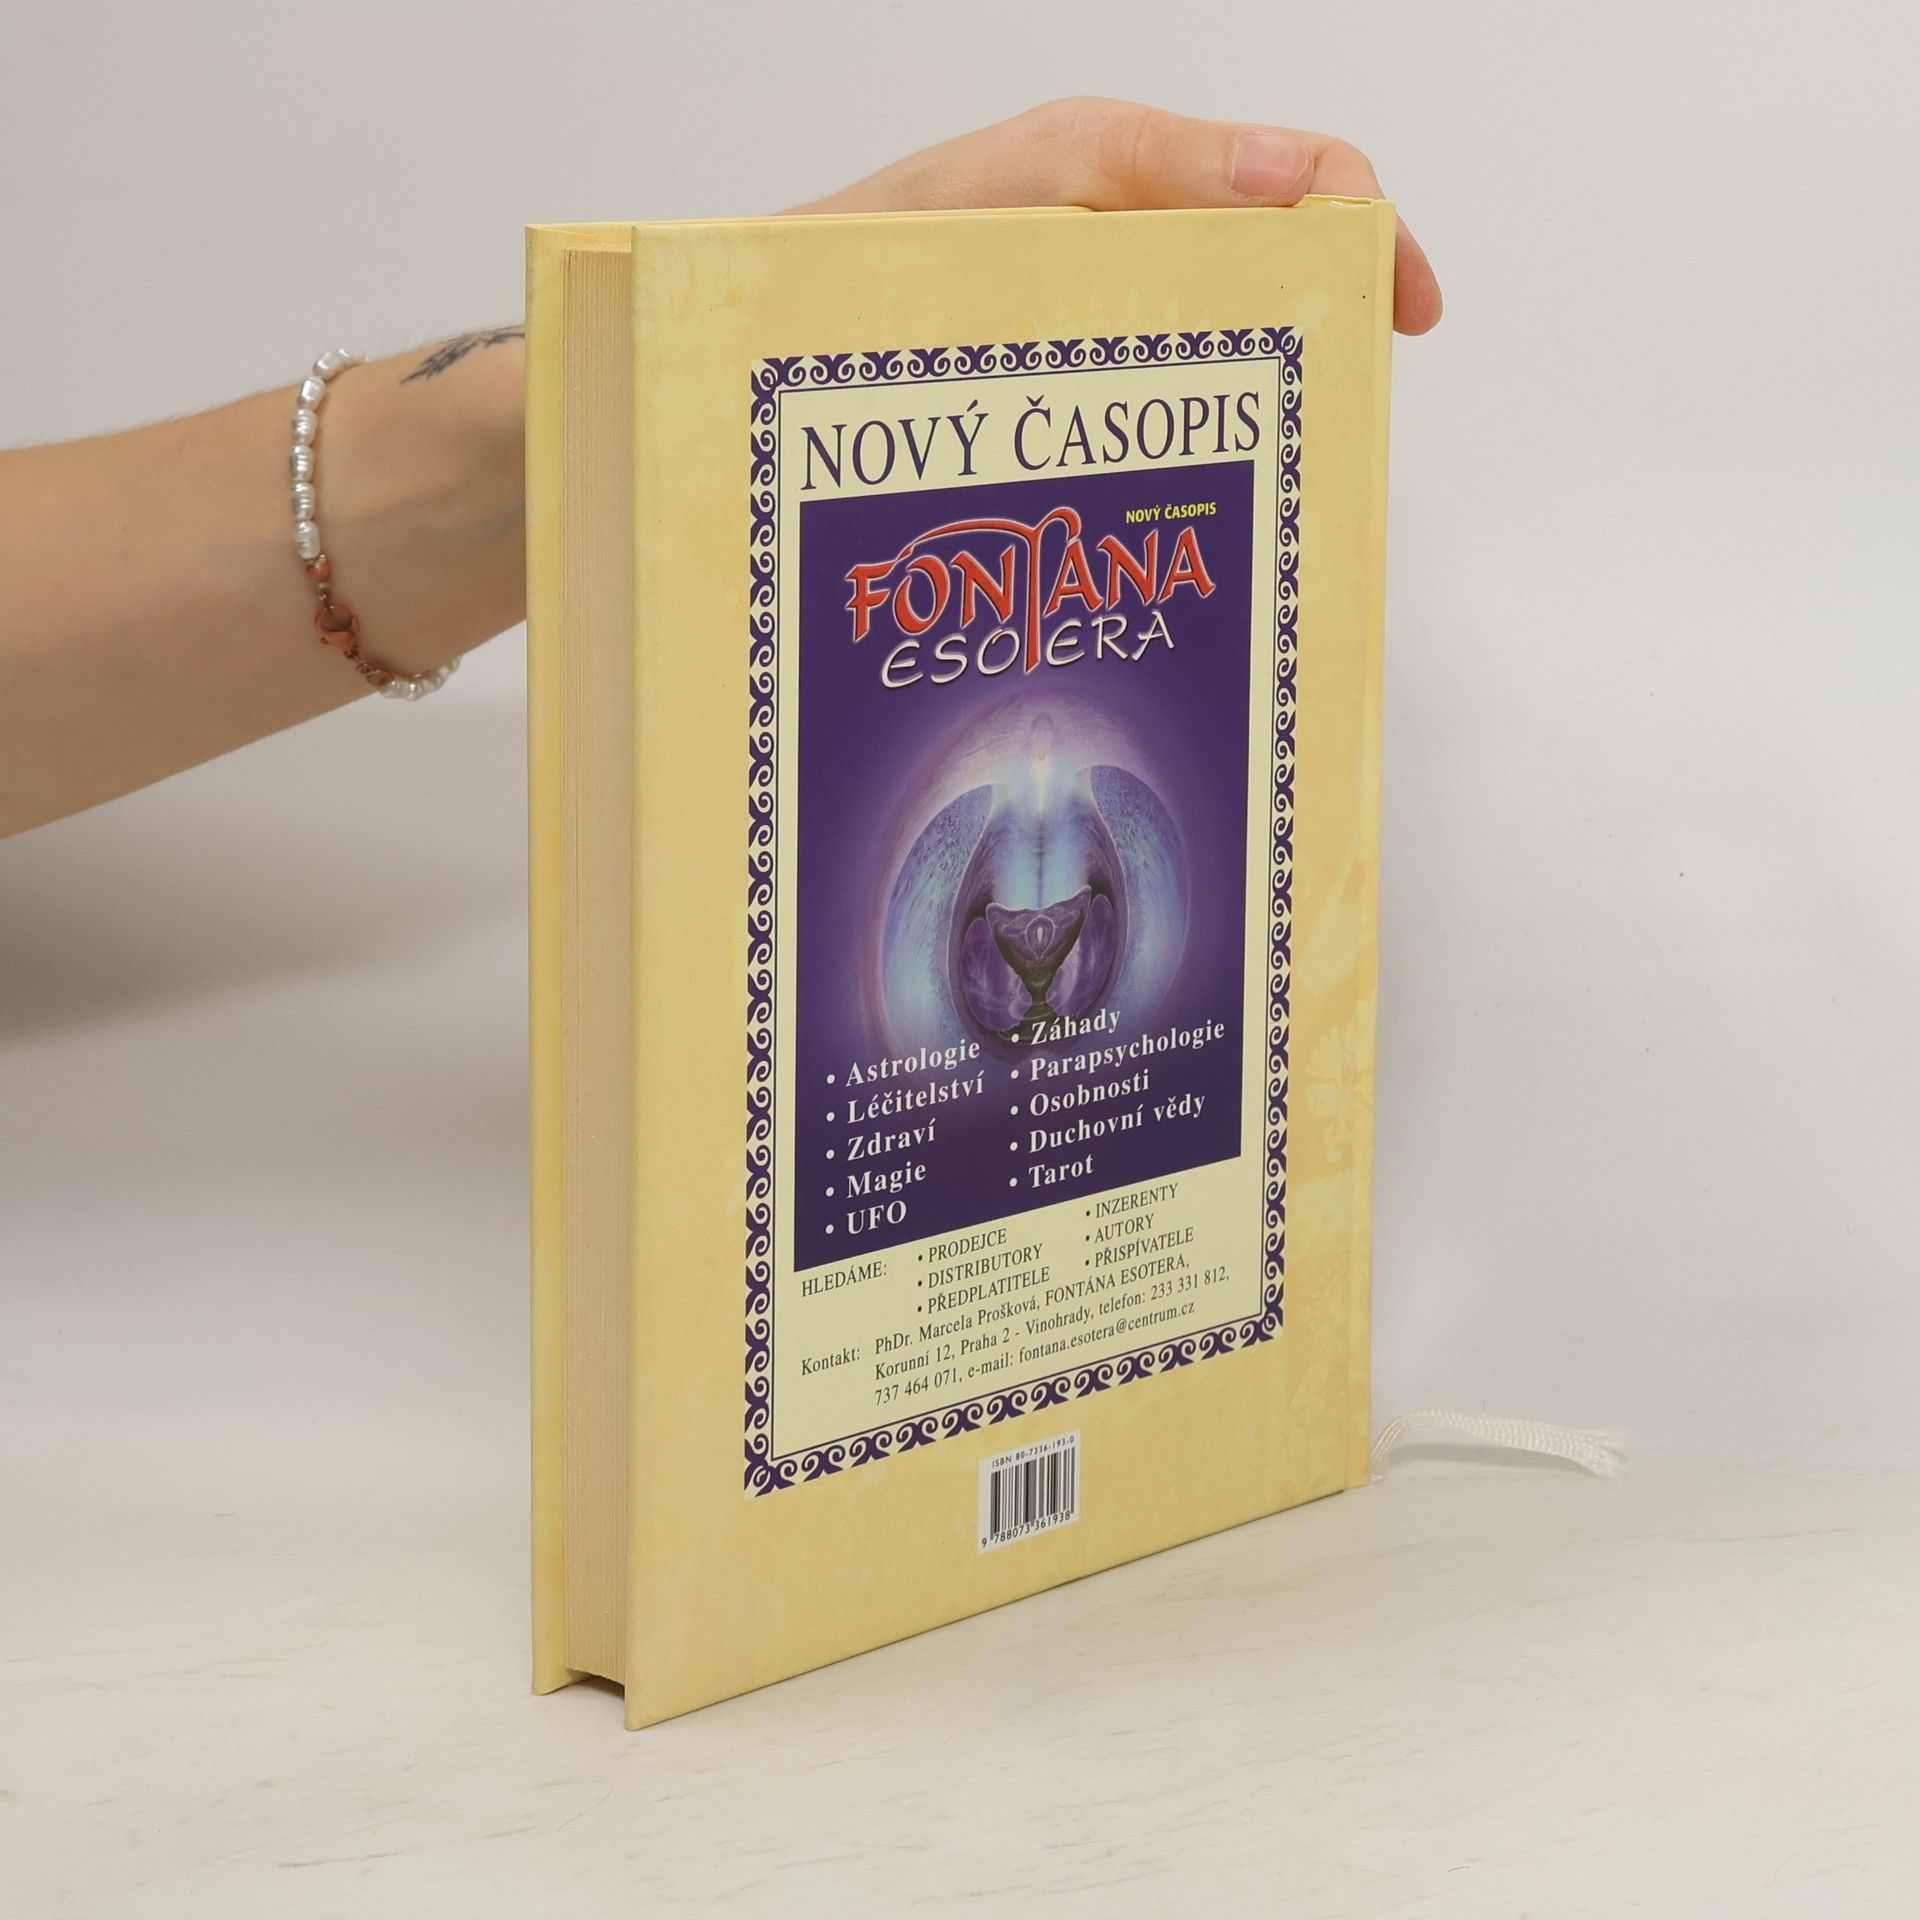 NOVÝ ČASOPIS
NOVÝ ČASOPIS
FONTÁNA
ESOTERA
• Astrologie
• Léčitelství
• Zdraví
• Magie
• UFO
• Záhady
• Parapsychologie
• Osobnosti
• Duchovní vědy
• Tarot
HLEDÁME:
• PRODEJCE
• DISTRIBUTORY
• PŘEDPLATITELE
• INZERENTY
• AUTORY
• PŘISPÍVATELE
Kontakt: PhDr. Marcela Prošková, FONTÁNA ESOTERA,
Korunní 12, Praha 2 - Vinohrady, telefon: 233 331 812,
737 464 071, e-mail: fontana.esotera@centrum.cz
ISBN 80-7336-193-0
9 788073 361938